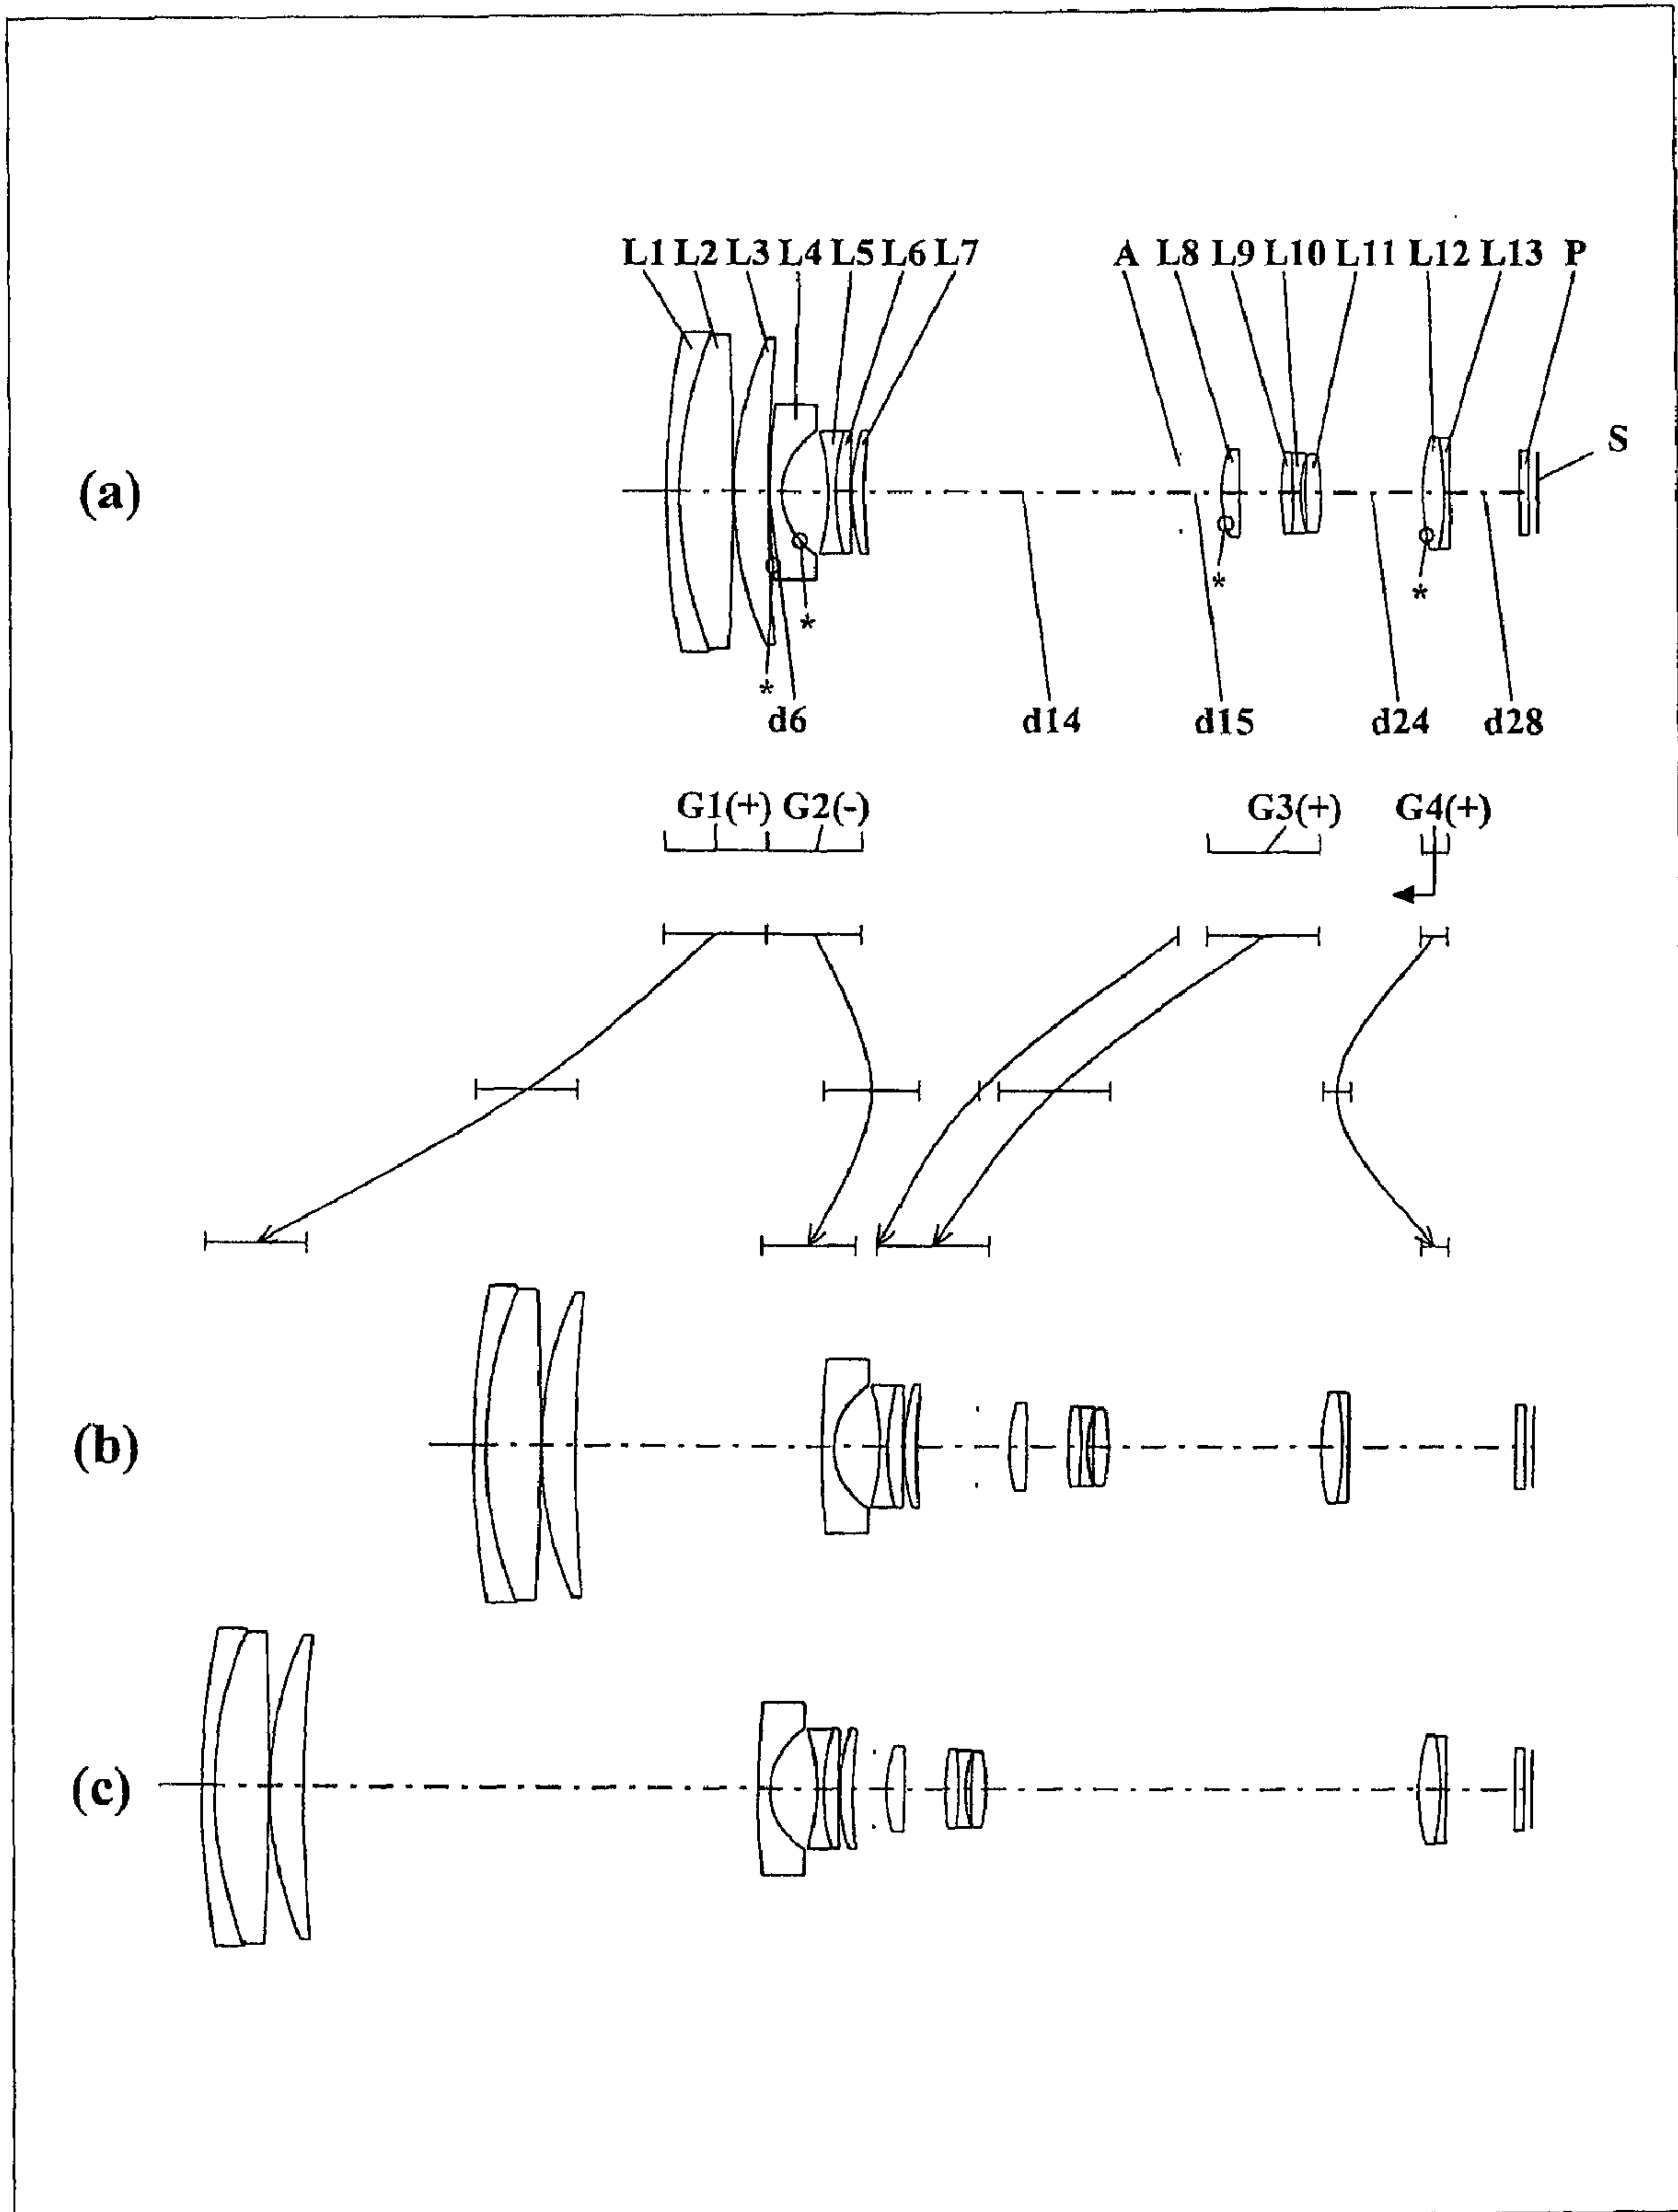 L1 L2 L3 L4 L5 L6 L7 A L8 L9 L10 L11 L12 L13 P
S
(a)
*
*
*
*
d6 d14 d15 d24 d28
G1(+) G2(-) G3(+) G4(+)
(b)
(c)